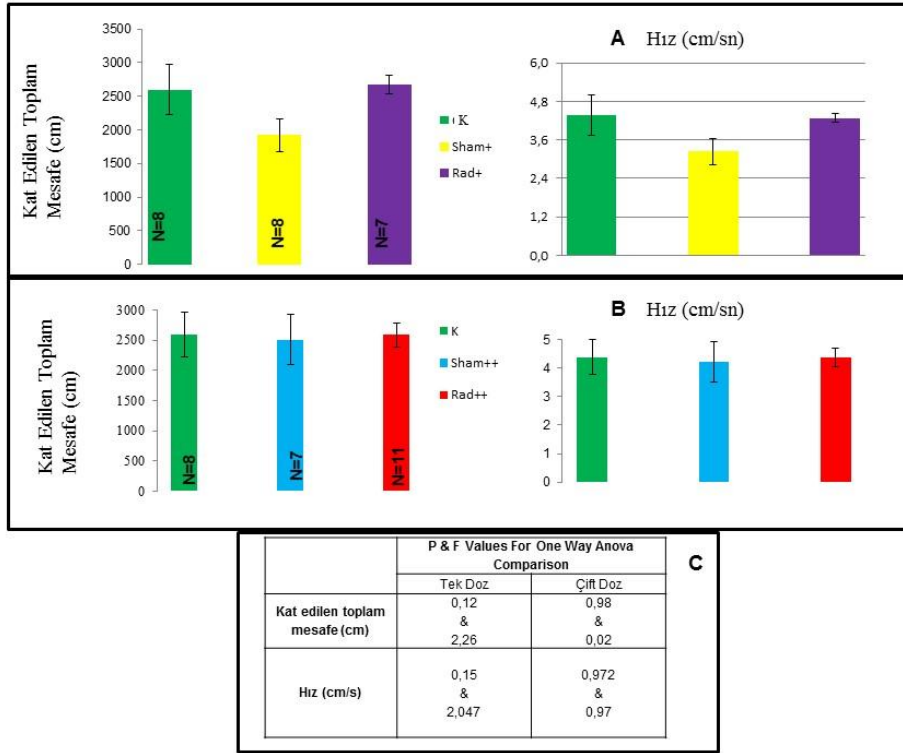 Kat Edilen Toplam
Mesafe (cm)
3500
3000
2500
2000
1500
1000
500
0
N=8
N=8
N=7
K
Sham+
Rad+
A Hız (cm/sn)
6,0
4,8
3,6
2,4
1,2
0,0
Kat Edilen Toplam
Mesafe (cm)
3000
2500
2000
1500
1000
500
0
N=8
N=7
N=11
K
Sham++
Rad++
B Hız (cm/sn)
5
4
3
2
1
0
C
P & F Values For One Way Anova
Comparison
Tek Doz Çift Doz
Kat edilen toplam
mesafe (cm)
0,12 0,98
& &
2,26 0,02
Hız (cm/s)
0,15 0,972
& &
2,047 0,97